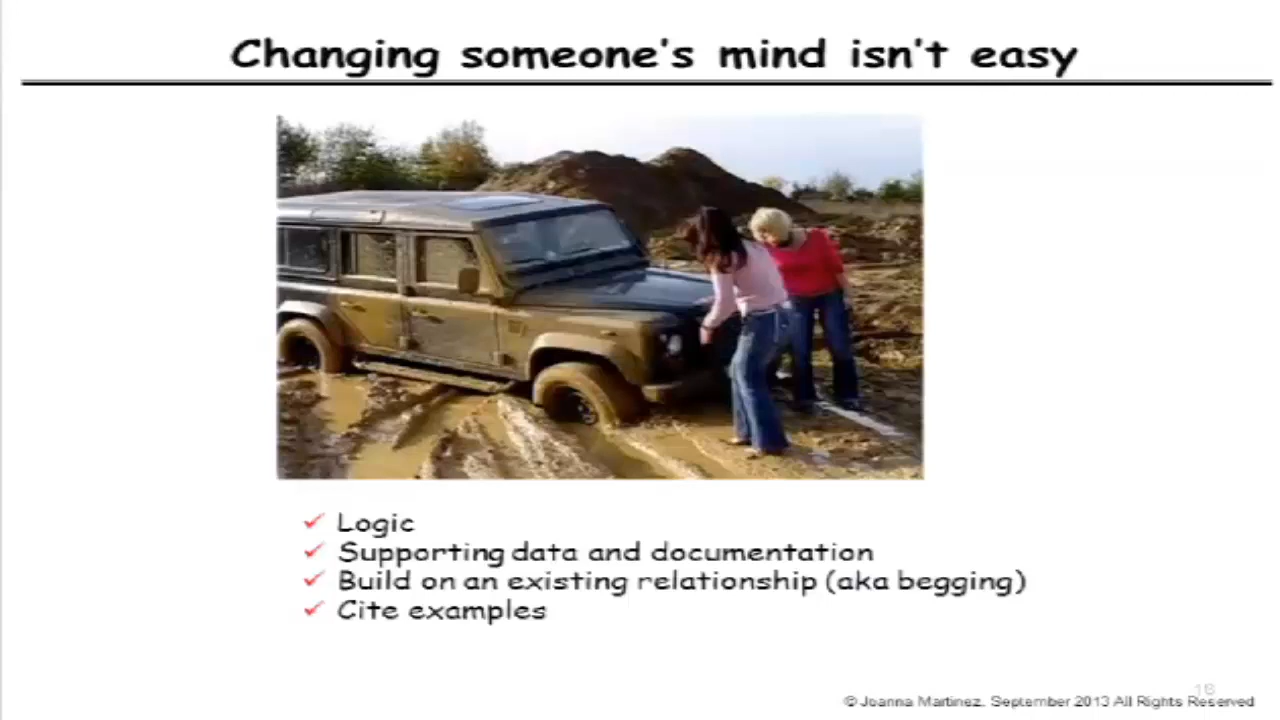 Changing someone's mind isn't easy
Logic
Supporting data and documentation
Build on an existing relationship (aka begging)
Cite examples
© Joanna Martinez, September 2013 All Rights Reserved